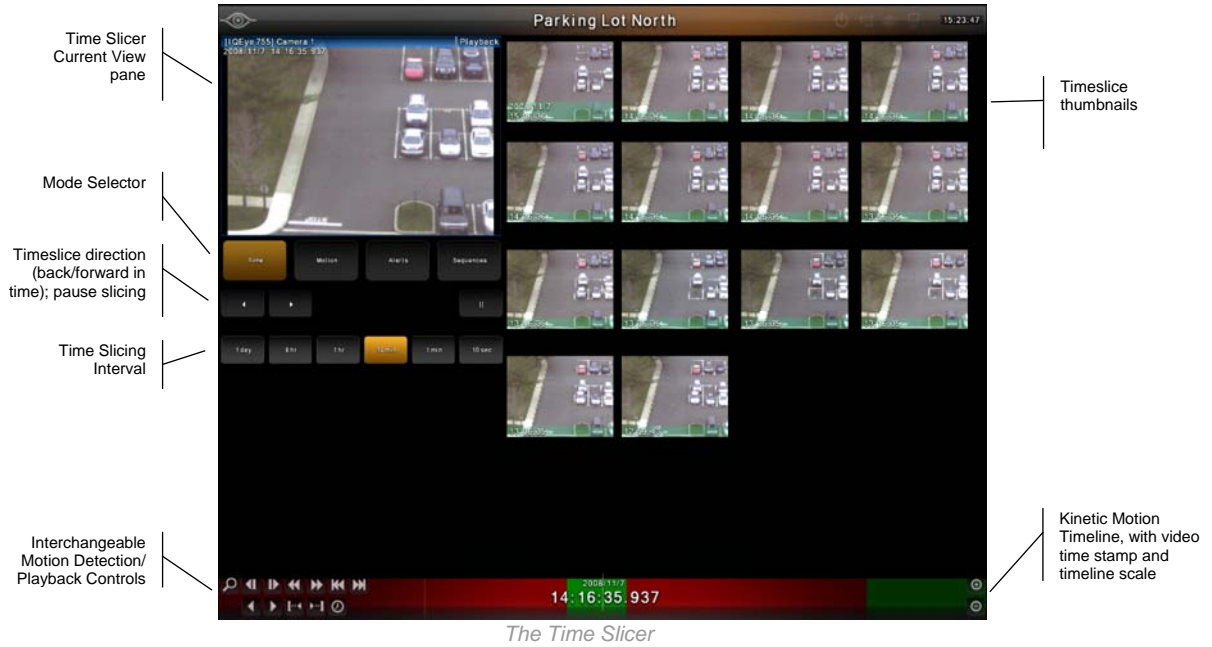 Parking Lot North
15:23:47
Time Slicer
Current View
pane
[IQEye 755] Camera 1
Playback
2008/11/7 14:16:35.937
Timeslice
thumbnails
Mode Selector
Time
Motion
Alerts
Sequences
Timeslice direction
(back/forward in
time); pause slicing
Time Slicing
Interval
1 day
6 hr
1 hr
1 min
10 sec
Interchangeable
Motion Detection/
Playback Controls
2008/11/7
14:16:35.937
Kinetic Motion
Timeline, with video
time stamp and
timeline scale
The Time Slicer